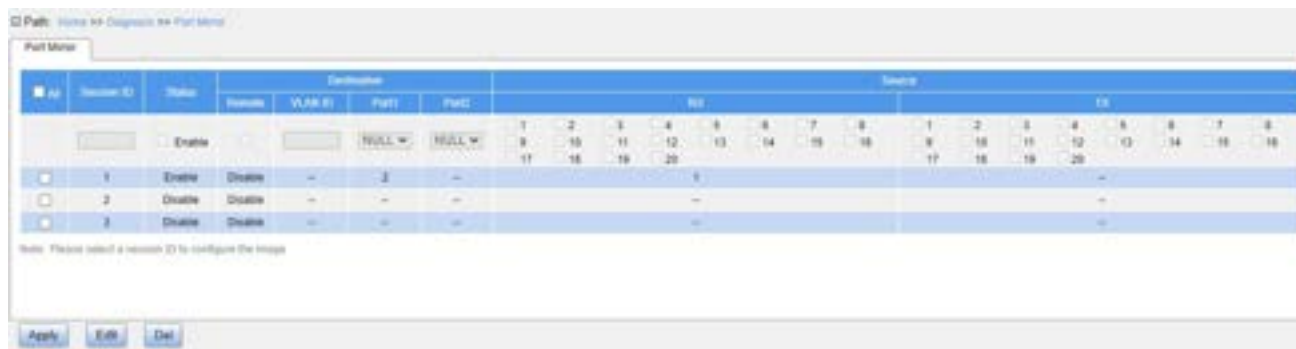 Path: Home >> Diagnosis >> Port Mirror
Port Mirror
All Session ID Status Destination Source
Remote VLAN ID Port1 Port2 RX TX
Enable NULL NULL
1 2 3 4 5 6 7 8 1 2 3 4 5 6 7 8
9 10 11 12 13 14 15 16 9 10 11 12 13 14 15 16
17 18 19 20 17 18 19 20
1 Enable Disable -- 2 -- 1 --
2 Disable Disable -- -- -- -- --
3 Disable Disable -- -- -- -- --
Note: Please select a session ID to configure the image
Apply Edit Del